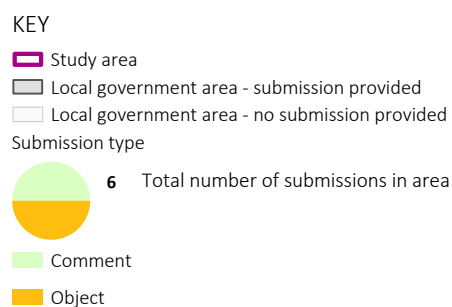 KEY
Study area
Local government area - submission provided
Local government area - no submission provided
Submission type
6 Total number of submissions in area
Comment
Object